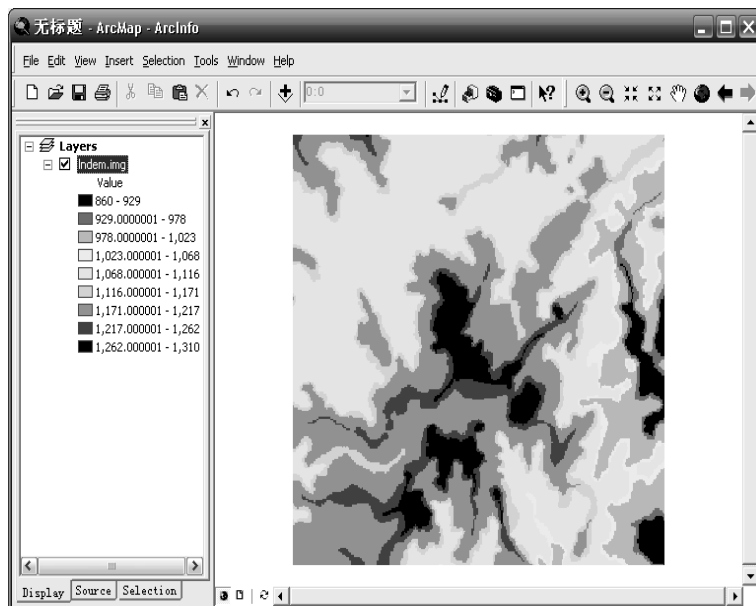 无标题 - ArcMap - ArcInfo
File Edit View Insert Selection Tools Window Help
0:0
Layers
lndem.img
Value
860 - 929
929.0000001 - 978
978.0000001 - 1,023
1,023.000001 - 1,068
1,068.000001 - 1,116
1,116.000001 - 1,171
1,171.000001 - 1,217
1,217.000001 - 1,262
1,262.000001 - 1,310
Display Source Selection